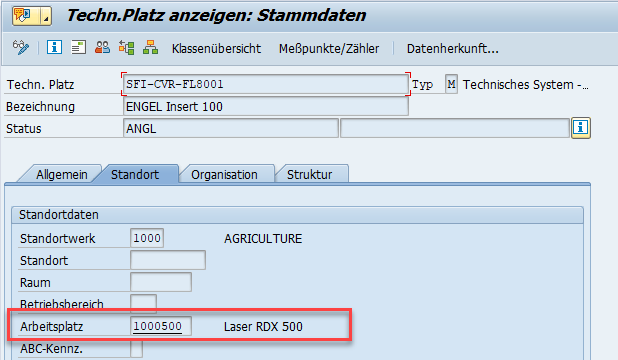 Techn.Platz anzeigen: Stammdaten
Klassenübersicht Meßpunkte/Zähler Datenherkunft...
Techn. Platz SFI-CVR-FL8001 Typ M Technisches System -...
Bezeichnung ENGEL Insert 100
Status ANGL
Allgemein Standort Organisation Struktur
Standortdaten
Standortwerk 1000 AGRICULTURE
Standort
Raum
Betriebsbereich
Arbeitsplatz 1000500 Laser RDX 500
ABC-Kennz.